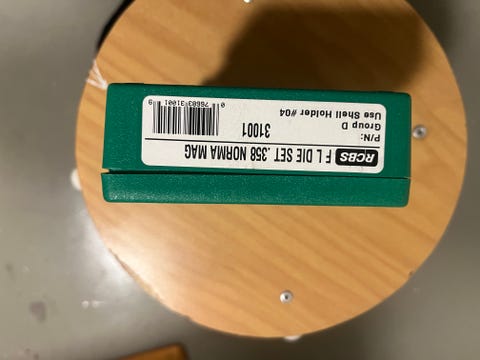 RCBS F L DIE SET .358 NORMA MAG
P/N: 31001
Group D
Use Shell Holder #04
0 76683 31001 9